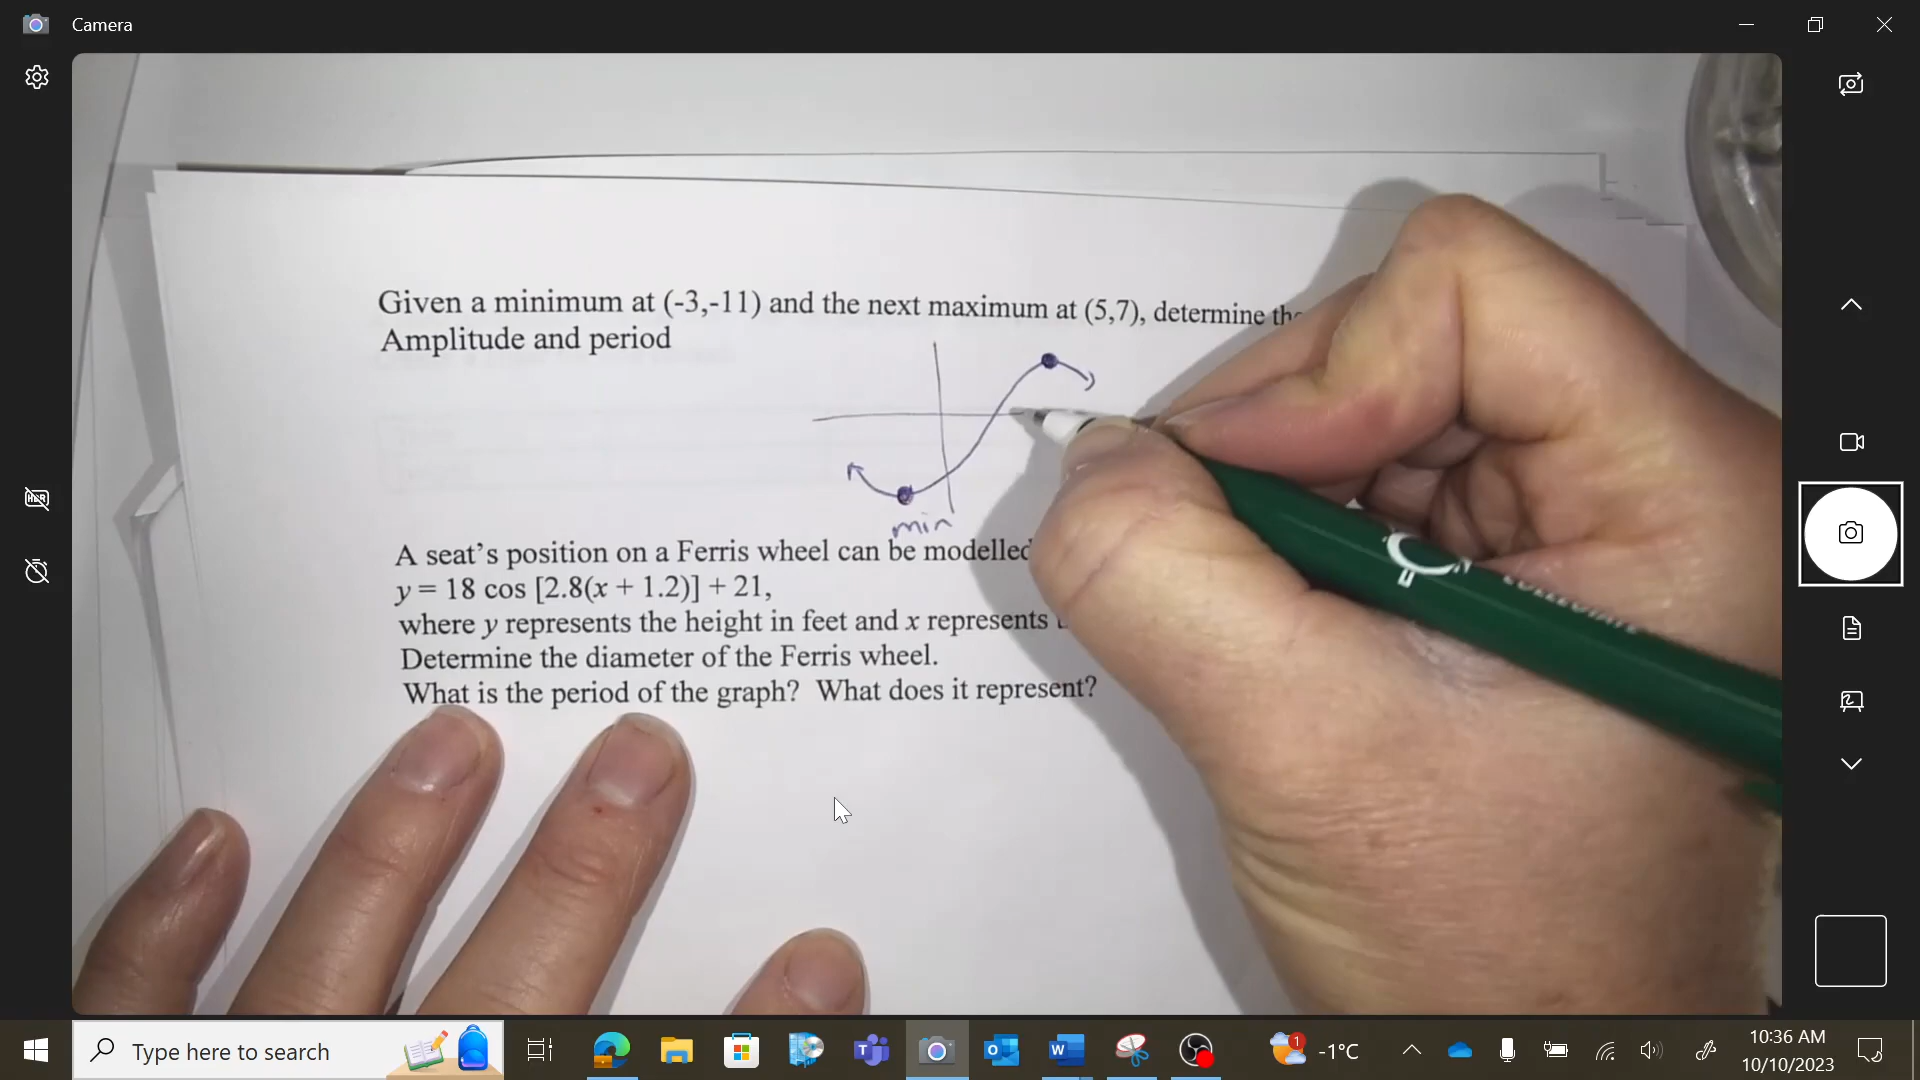 Camera
Given a minimum at (-3,-11) and the next maximum at (5,7), determine the
Amplitude and period
min
A seat's position on a Ferris wheel can be modelled
y = 18 cos [2.8(x + 1.2)] + 21,
where y represents the height in feet and x represents
Determine the diameter of the Ferris wheel.
What is the period of the graph? What does it represent?
Type here to search
1
-1°C
10:36 AM
10/10/2023